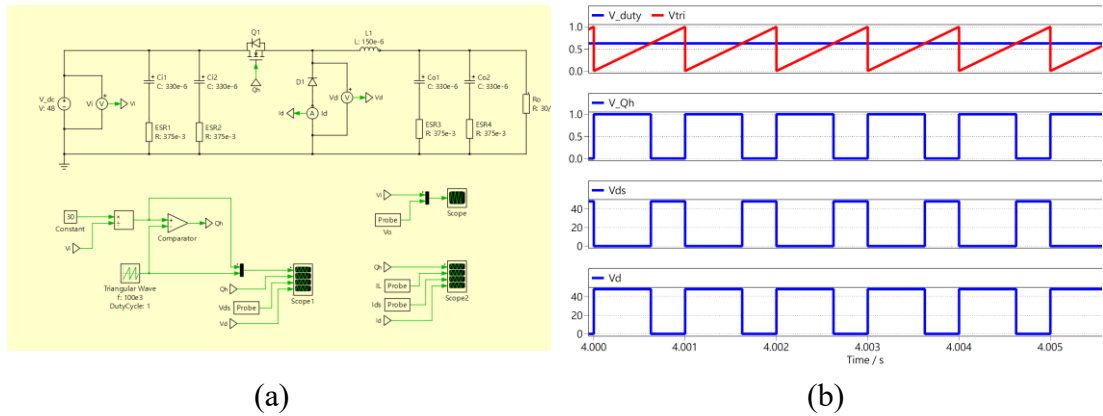 Q1
L1
L: 150e-6
Qh
V_dc
V: 48
V
Vi
Vi
Ci1
C: 330e-6
Ci2
C: 330e-6
ESR1
R: 375e-3
ESR2
R: 375e-3
D1
Vd
V
Vd
Id
A
Id
Co1
C: 330e-6
Co2
C: 330e-6
ESR3
R: 375e-3
ESR4
R: 375e-3
Ro
R: 30/
30
Constant
Vi
×
÷
+
-
Comparator
Qh
Triangular Wave
f: 100e3
DutyCycle: 1
Qh
Vds
Probe
Vd
Scope1
Vi
Probe
Vo
Scope
Qh
IL
Probe
Ids
Probe
Id
Scope2
(a)
V_duty Vtri
1.0
0.5
0.0
V_Qh
1.0
0.5
0.0
Vds
40
20
0
Vd
40
20
0
4.000 4.001 4.002 4.003 4.004 4.005
Time / s
(b)